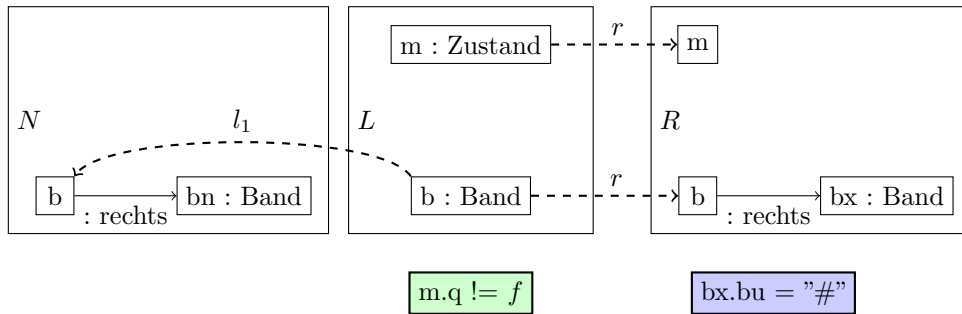 m : Zustand
r
m
N
l1
L
R
b
bn : Band
: rechts
b : Band
r
b
bx : Band
: rechts
m.q != f
bx.bu = ”#”